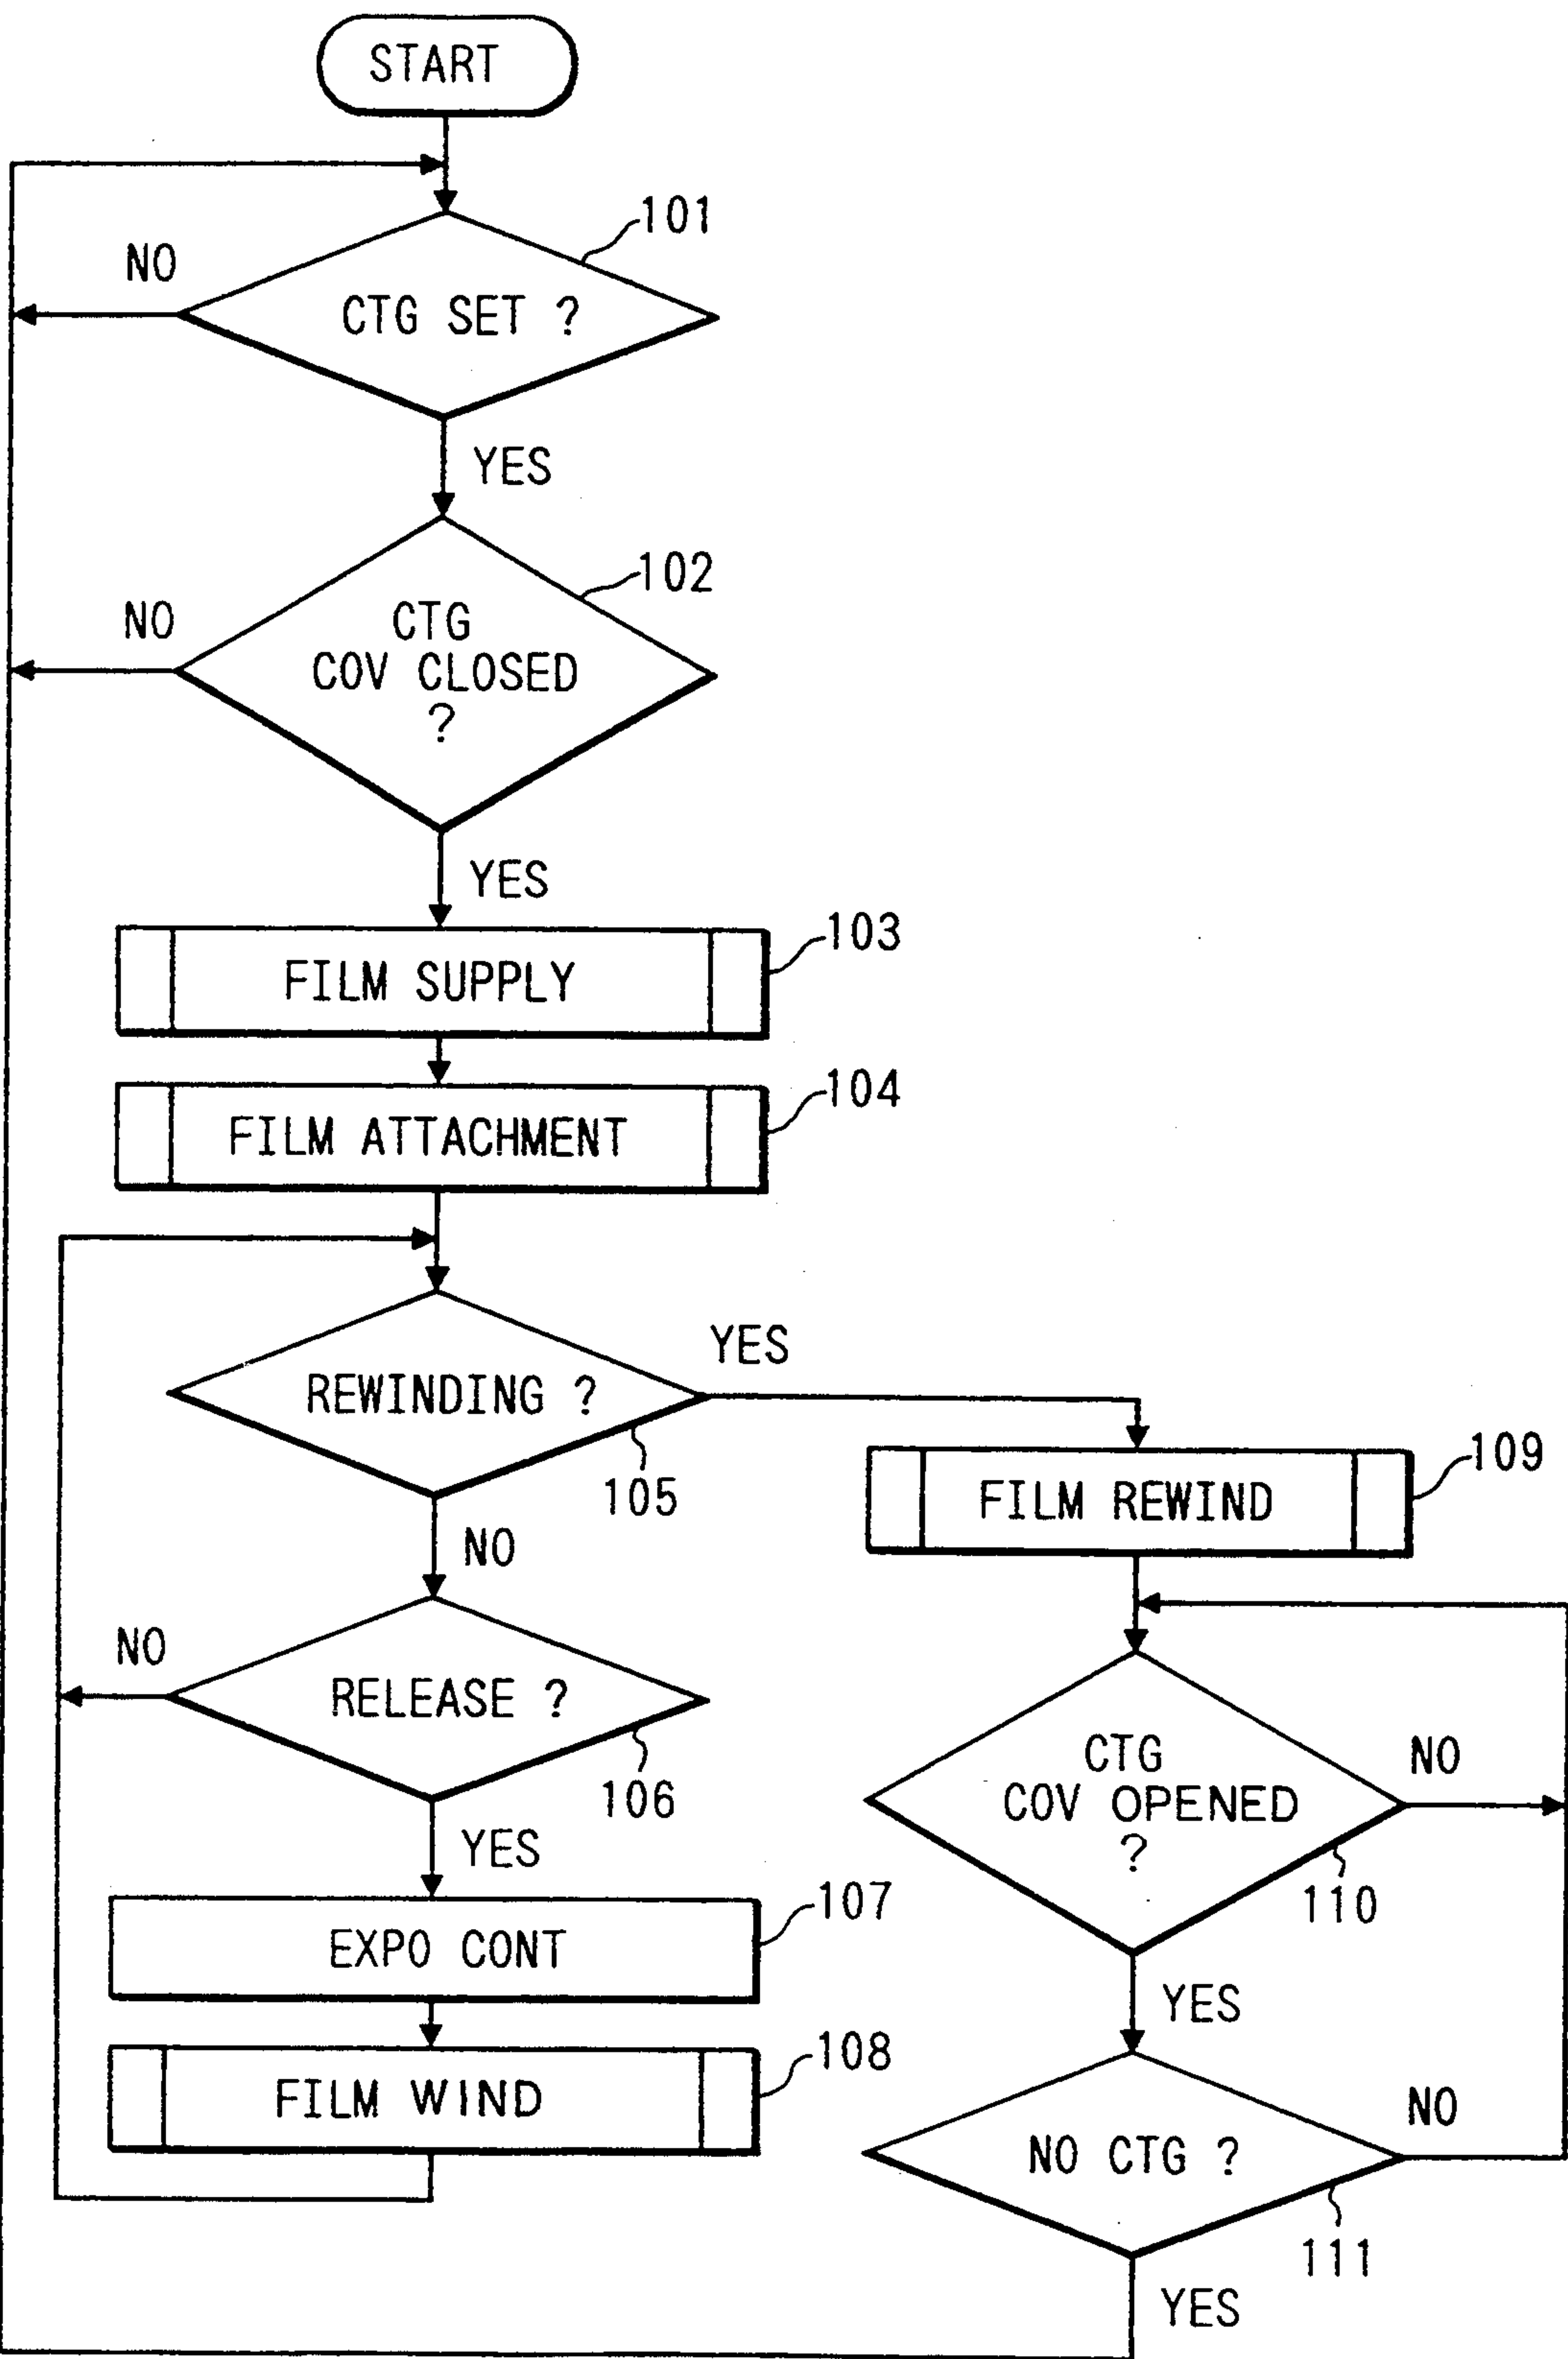 START
101
NO
CTG SET ?
YES
102
NO
CTG
COV CLOSED
?
YES
103
FILM SUPPLY
104
FILM ATTACHMENT
YES
REWINDING ?
105
109
FILM REWIND
NO
NO
RELEASE ?
106
CTG
COV OPENED
?
NO
110
YES
107
EXPO CONT
YES
108
FILM WIND
NO
NO CTG ?
111
YES